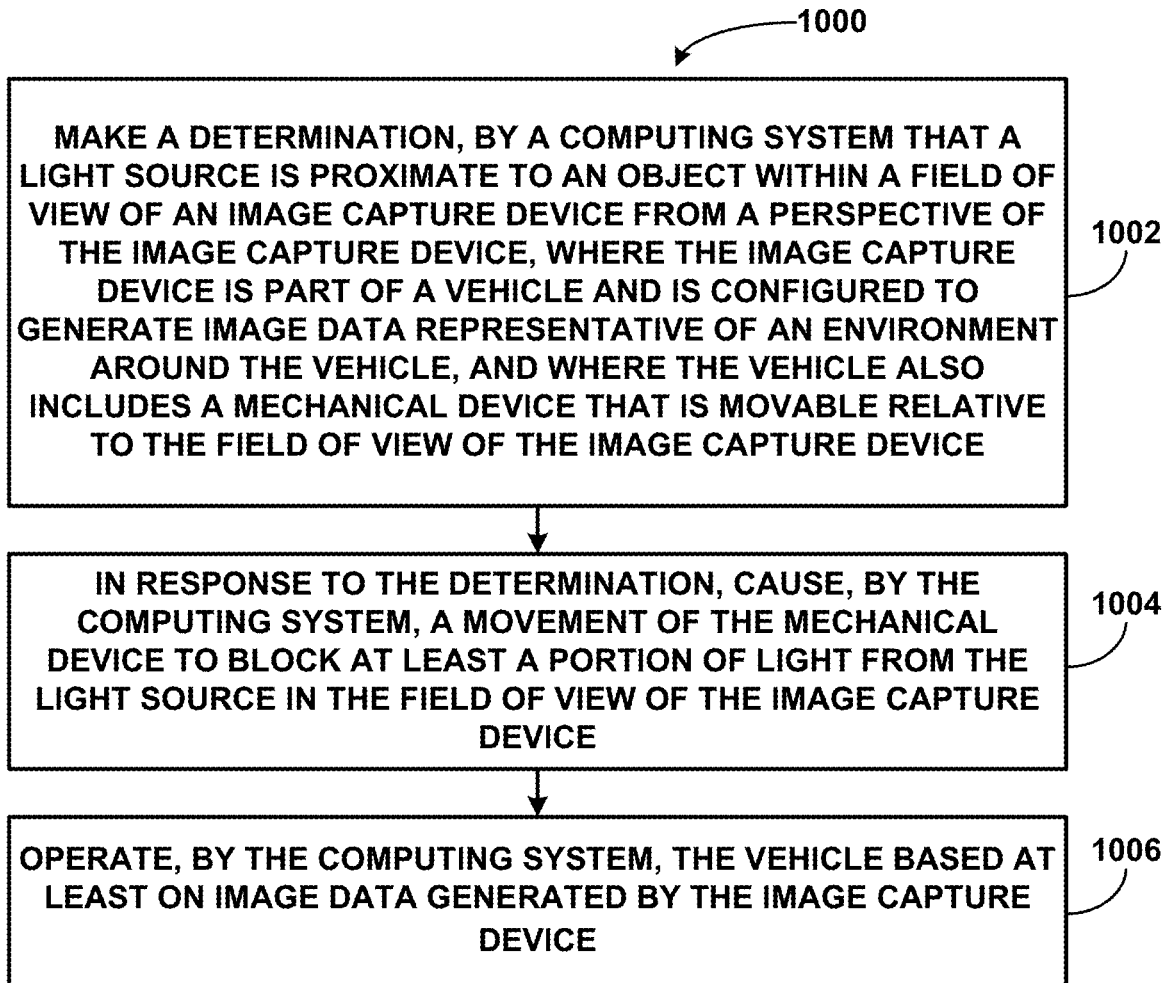 1000
MAKE A DETERMINATION, BY A COMPUTING SYSTEM THAT A
LIGHT SOURCE IS PROXIMATE TO AN OBJECT WITHIN A FIELD OF
VIEW OF AN IMAGE CAPTURE DEVICE FROM A PERSPECTIVE OF
THE IMAGE CAPTURE DEVICE, WHERE THE IMAGE CAPTURE
DEVICE IS PART OF A VEHICLE AND IS CONFIGURED TO
GENERATE IMAGE DATA REPRESENTATIVE OF AN ENVIRONMENT
AROUND THE VEHICLE, AND WHERE THE VEHICLE ALSO
INCLUDES A MECHANICAL DEVICE THAT IS MOVABLE RELATIVE
TO THE FIELD OF VIEW OF THE IMAGE CAPTURE DEVICE
1002
IN RESPONSE TO THE DETERMINATION, CAUSE, BY THE
COMPUTING SYSTEM, A MOVEMENT OF THE MECHANICAL
DEVICE TO BLOCK AT LEAST A PORTION OF LIGHT FROM THE
LIGHT SOURCE IN THE FIELD OF VIEW OF THE IMAGE CAPTURE
DEVICE
1004
OPERATE, BY THE COMPUTING SYSTEM, THE VEHICLE BASED AT
LEAST ON IMAGE DATA GENERATED BY THE IMAGE CAPTURE
DEVICE
1006